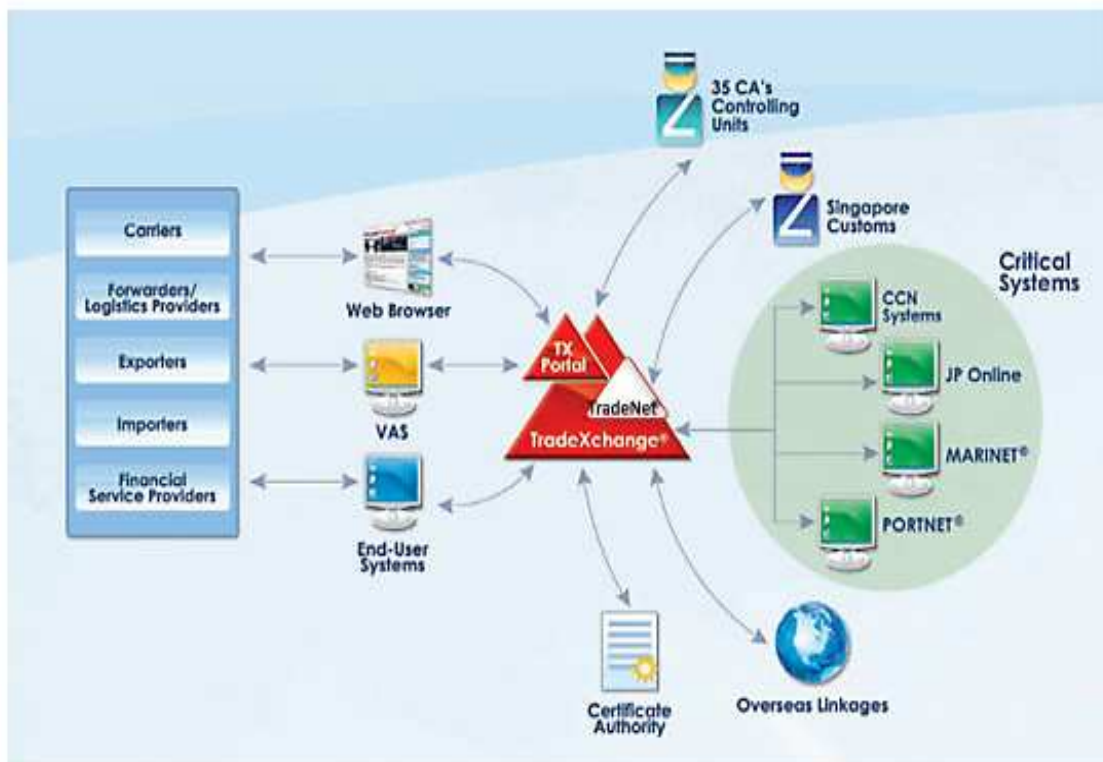 35 CA's
Controlling
Units
Singapore
Customs
Carriers
Forwarders/
Logistics Providers
Exporters
Importers
Financial
Service Providers
Web Browser
VAS
End-User
Systems
TX
Portal
TradeNet
TradeXchange®
Critical
Systems
CCN
Systems
JP Online
MARINET®
PORTNET®
Certificate
Authority
Overseas Linkages